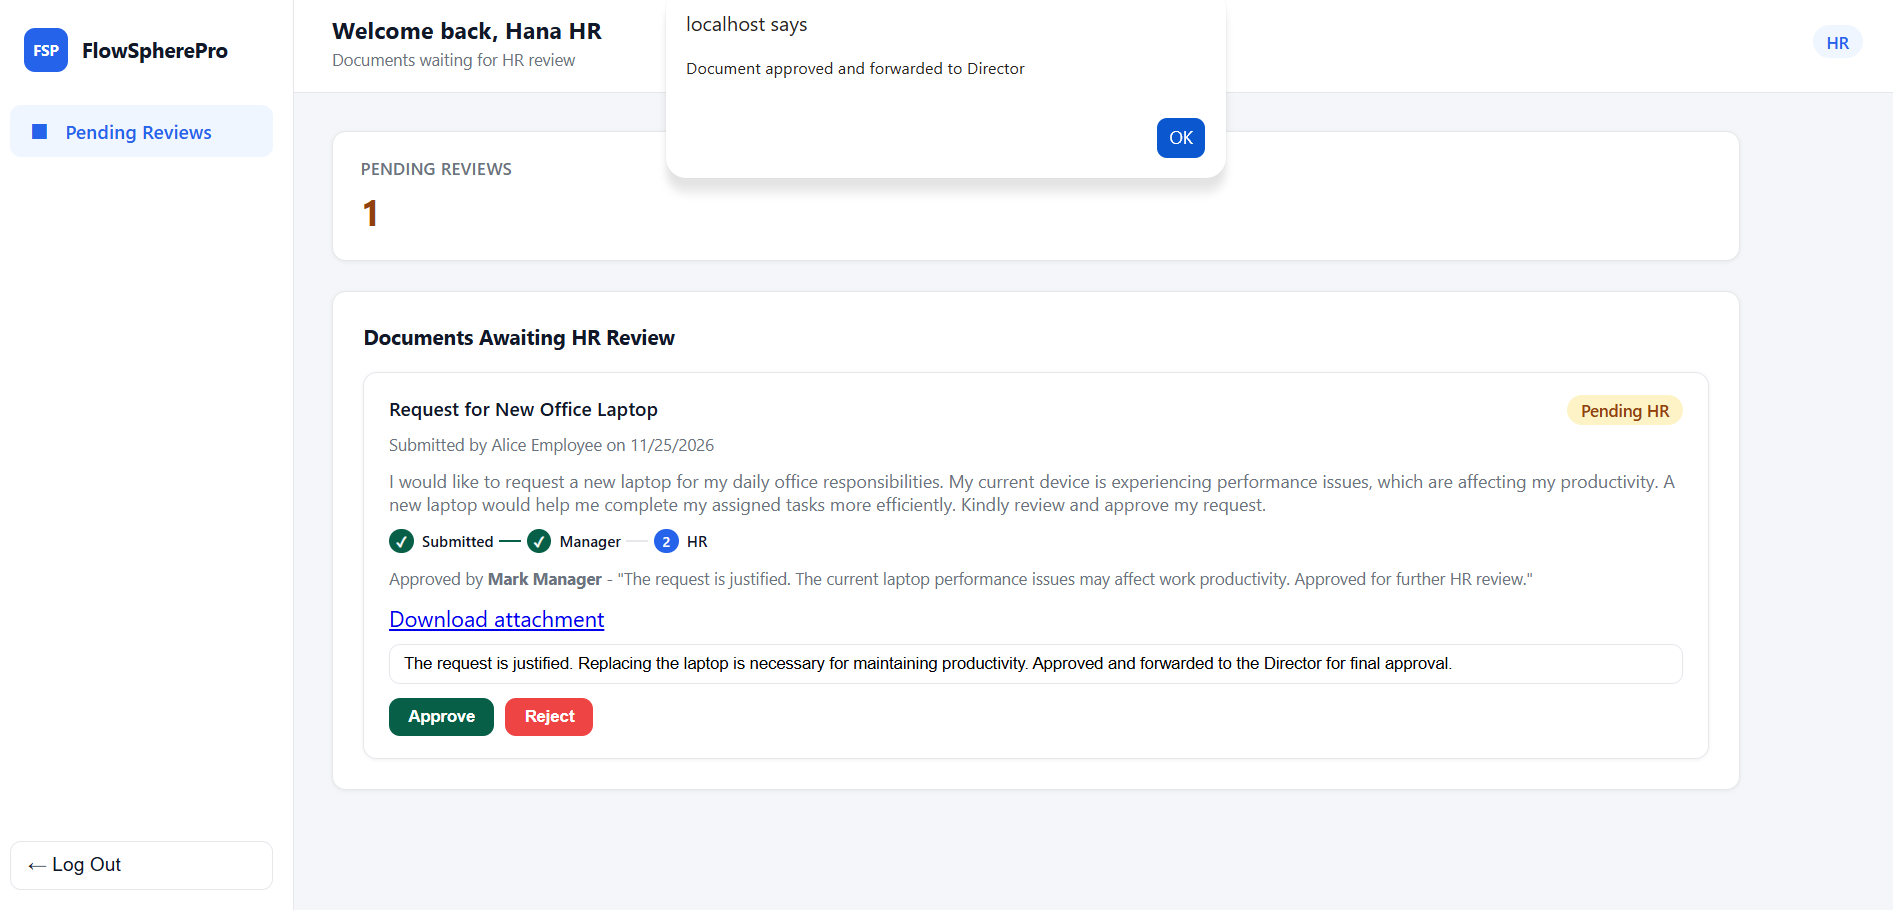 FSP FlowSpherePro
Pending Reviews
← Log Out
Welcome back, Hana HR
Documents waiting for HR review
HR
localhost says
Document approved and forwarded to Director
OK
PENDING REVIEWS
1
Documents Awaiting HR Review
Request for New Office Laptop
Pending HR
Submitted by Alice Employee on 11/25/2026
I would like to request a new laptop for my daily office responsibilities. My current device is experiencing performance issues, which are affecting my productivity. A
new laptop would help me complete my assigned tasks more efficiently. Kindly review and approve my request.
✓ Submitted ✓ Manager 2 HR
Approved by Mark Manager - "The request is justified. The current laptop performance issues may affect work productivity. Approved for further HR review."
Download attachment
The request is justified. Replacing the laptop is necessary for maintaining productivity. Approved and forwarded to the Director for final approval.
Approve Reject